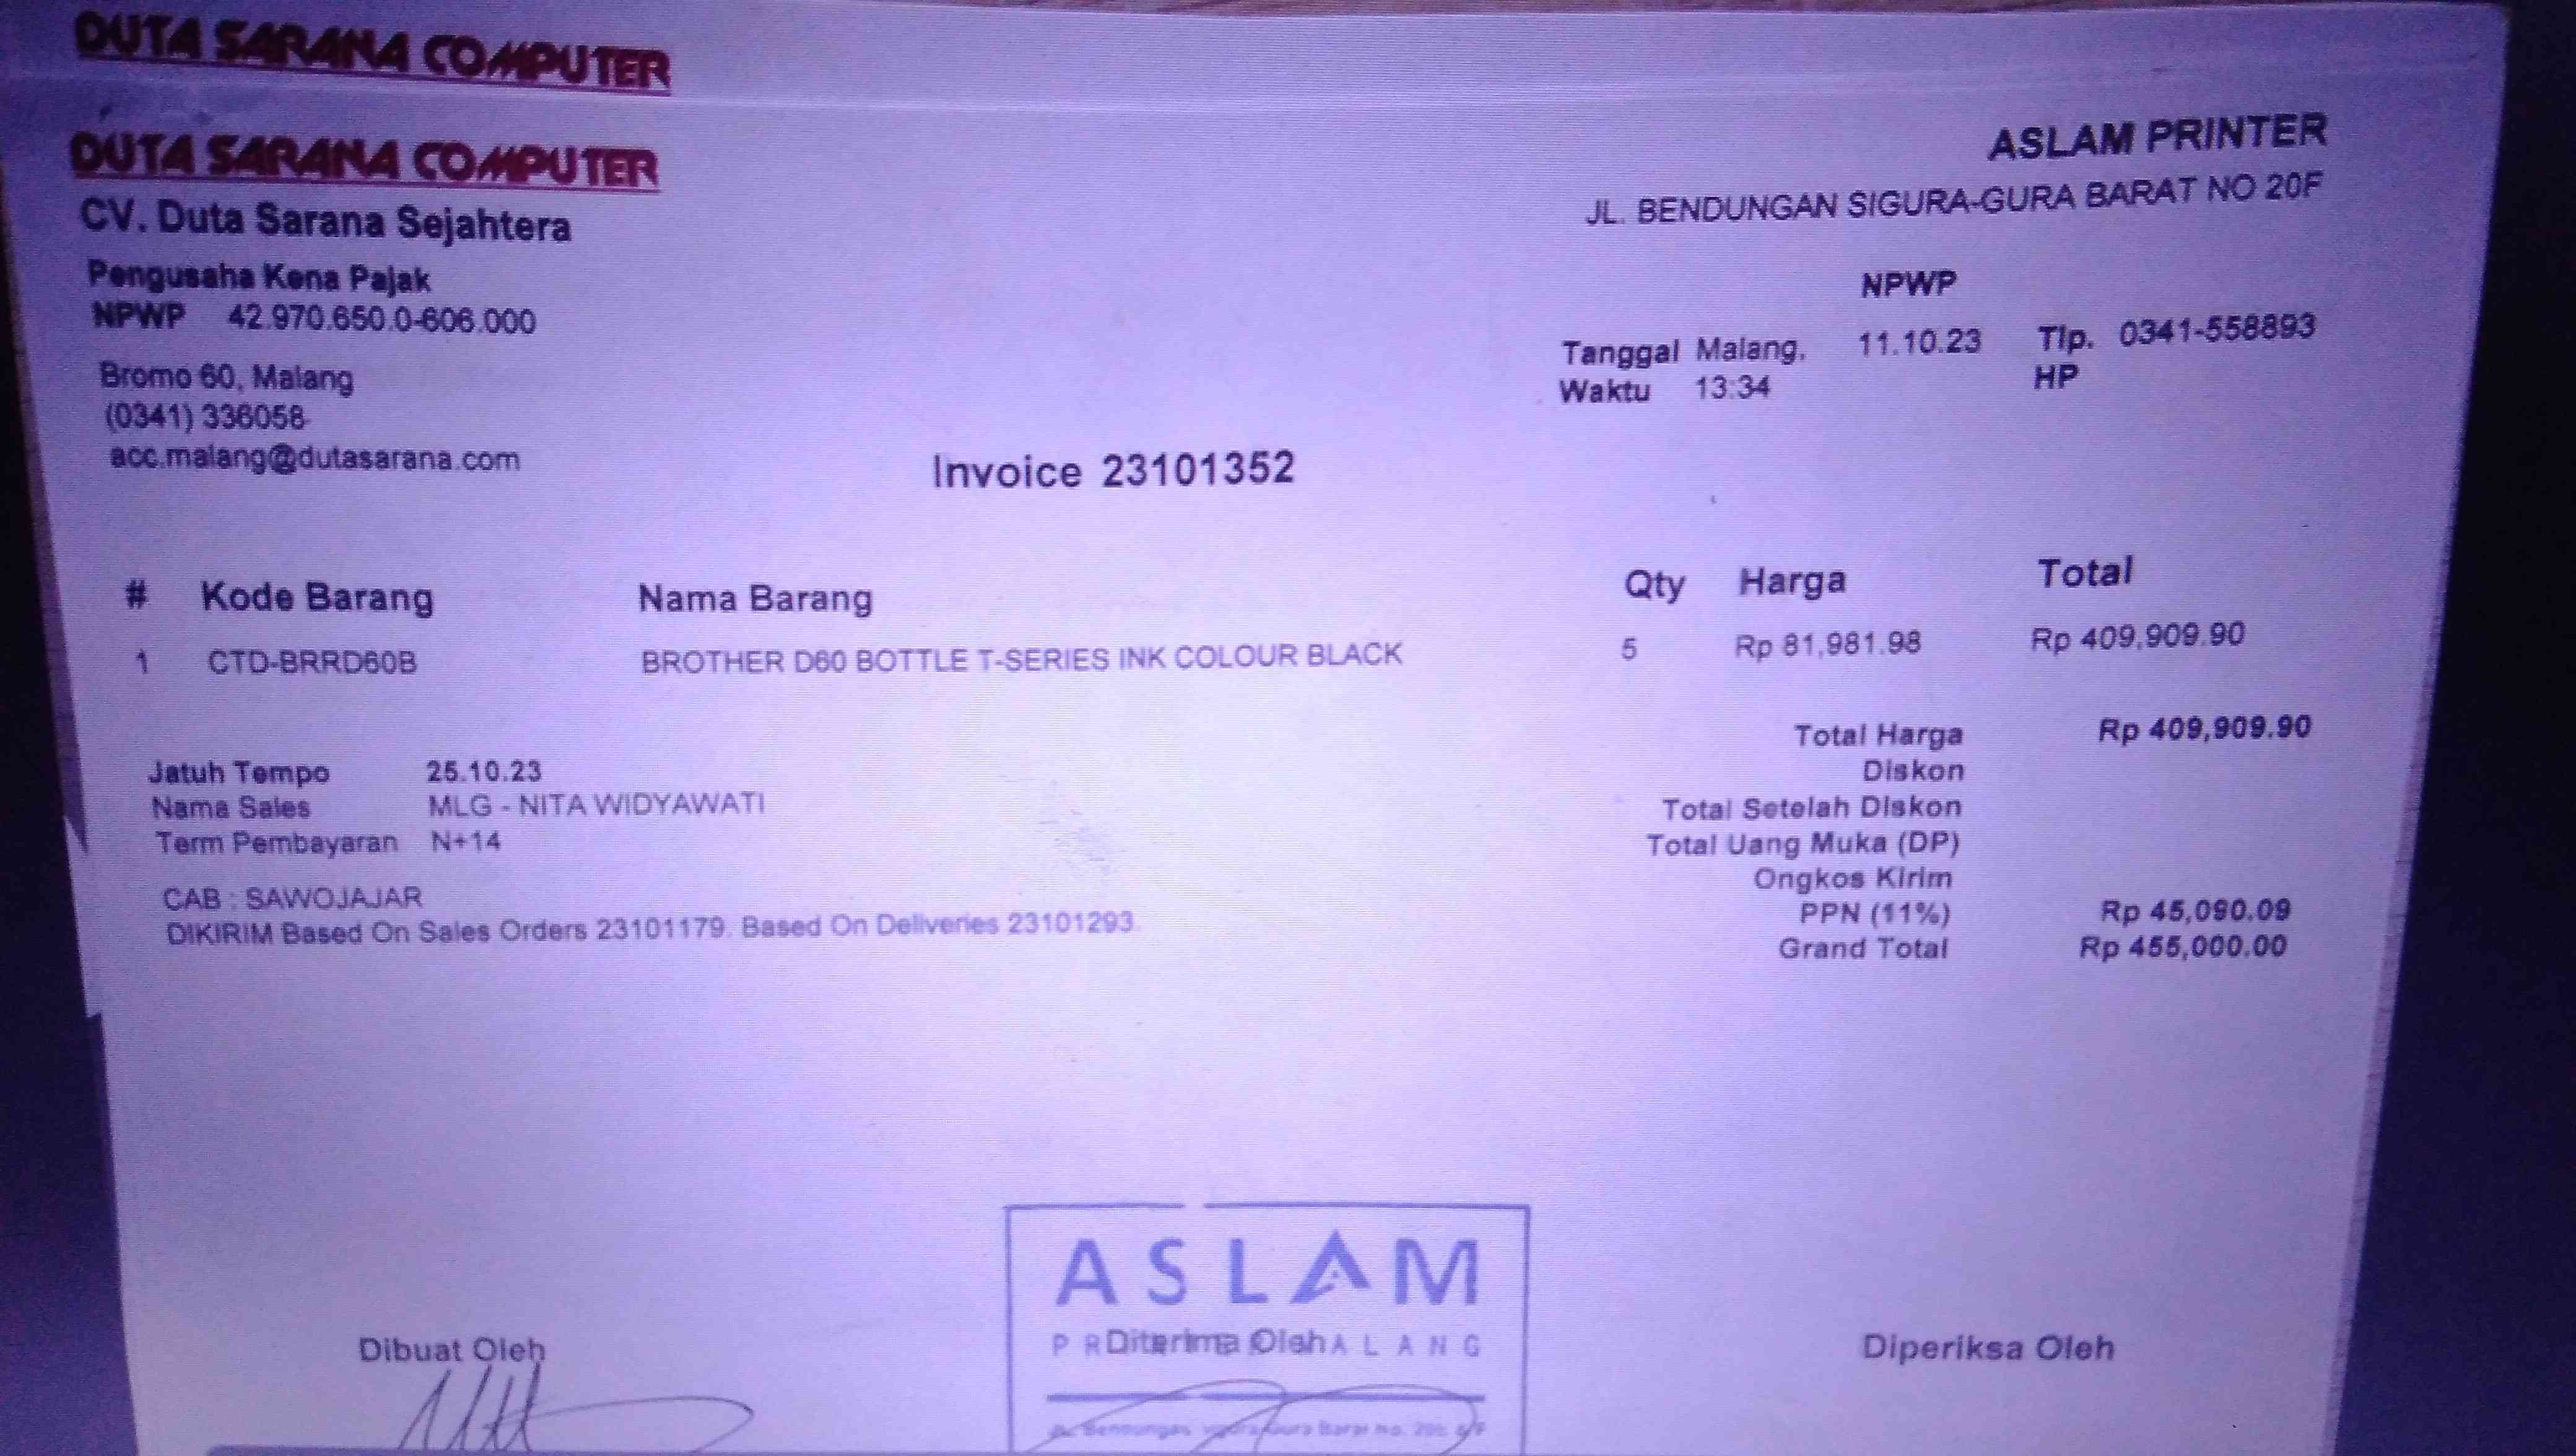 DUTA SARANA COMPUTER
DUTA SARANA COMPUTER
CV. Duta Sarana Sejahtera
Pengusaha Kena Pajak
NPWP 42.970.650.0-606.000
Bromo 60, Malang
(0341) 336058
acc.malang@dutasarana.com
ASLAM PRINTER
JL. BENDUNGAN SIGURA-GURA BARAT NO 20F
NPWP
Tanggal Malang, 11.10.23 Tlp. 0341-558893
Waktu 13:34 HP
Invoice 23101352
# Kode Barang Nama Barang Qty Harga Total
1 CTD-BRRD60B BROTHER D60 BOTTLE T-SERIES INK COLOUR BLACK 5 Rp 81,981.98 Rp 409,909.90
Jatuh Tempo 25.10.23
Nama Sales MLG - NITA WIDYAWATI
Term Pembayaran N+14
CAB : SAWOJAJAR
DIKIRIM Based On Sales Orders 23101179. Based On Deliveries 23101293.
Total Harga Rp 409,909.90
Diskon
Total Setelah Diskon
Total Uang Muka (DP)
Ongkos Kirim
PPN (11%) Rp 45,090.09
Grand Total Rp 455,000.00
Dibuat Oleh
ASLAM
Diterima Oleh
Diperiksa Oleh